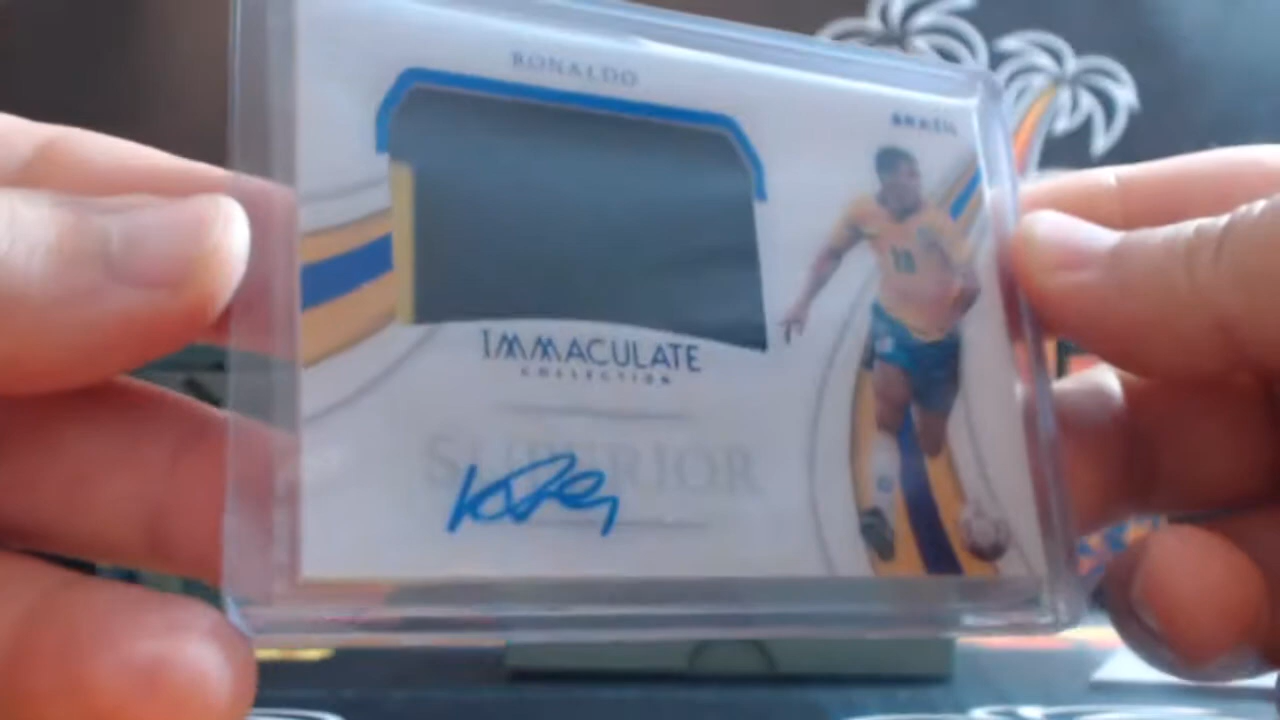 RONALDO
BRASIL
IMMACULATE
COLLECTION
SUPERIOR